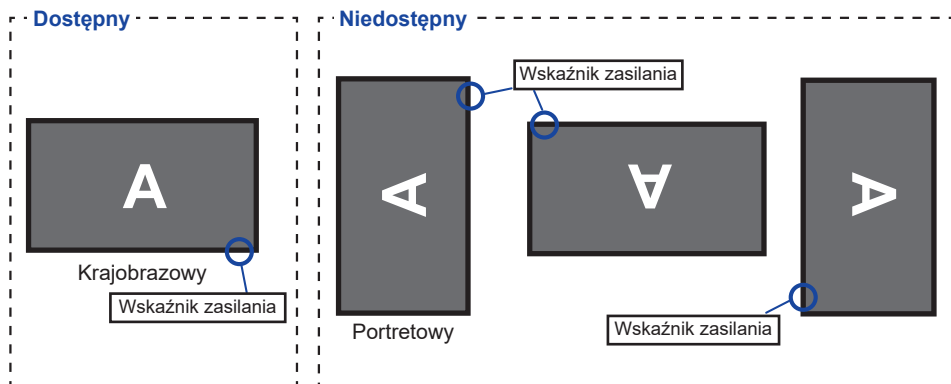 Dostępny
Niedostępny
Wskaźnik zasilania
A
A
A
A
Krajobrazowy
Wskaźnik zasilania
Portretowy
Wskaźnik zasilania